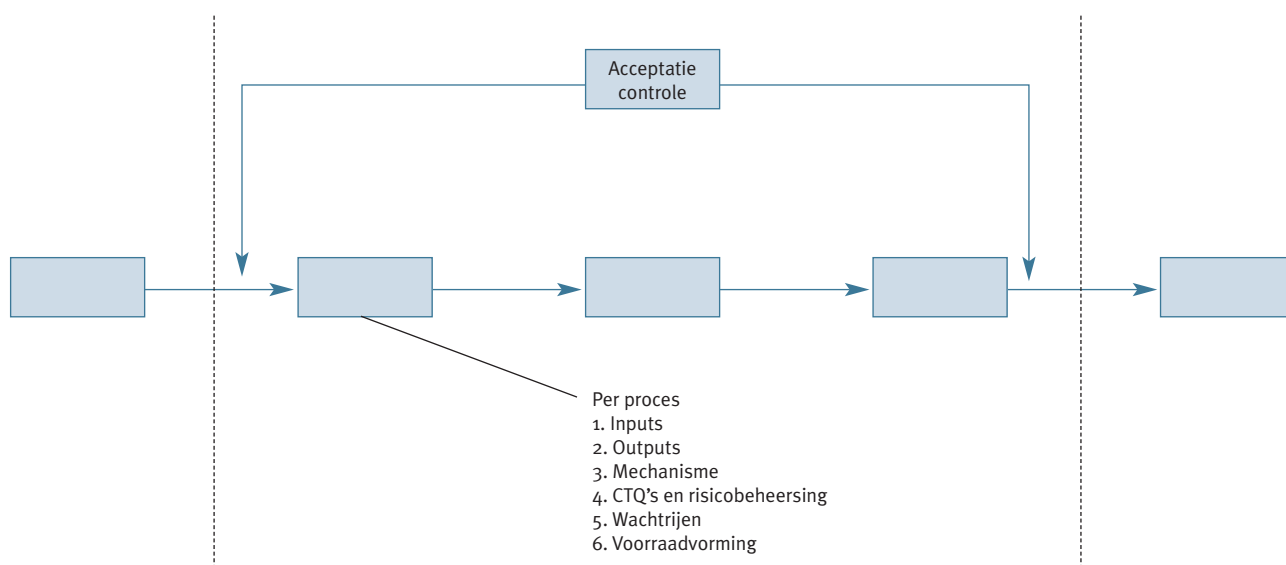 Acceptatie
controle
Per proces
1. Inputs
2. Outputs
3. Mechanisme
4. CTQ’s en risicobeheersing
5. Wachtrijen
6. Voorraadvorming